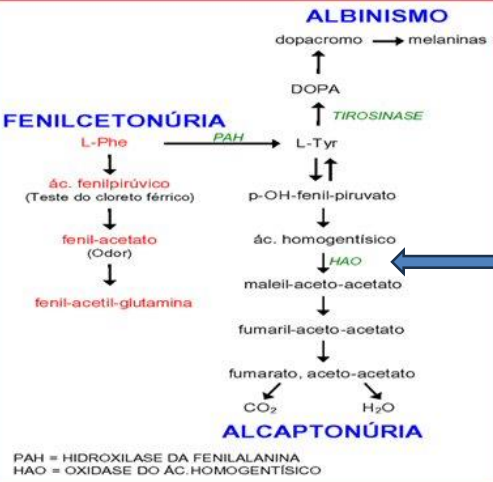 ALBINISMO
dopacromo melaninas
DOPA
TIROSINASE
FENILCETONÚRIA
L-Phe PAH L-Tyr
ác. fenilpirúvico
(Teste do cloreto férrico)
p-OH-fenil-piruvato
fenil-acetato
(Odor)
ác. homogentísico
HAO
maleil-aceto-acetato
fenil-acetil-glutamina
fumaril-aceto-acetato
fumarato, aceto-acetato
CO₂ H₂O
ALCAPTONÚRIA
PAH = HIDROXILASE DA FENILALANINA
HAO = OXIDASE DO ÁC.HOMOGENTÍSICO